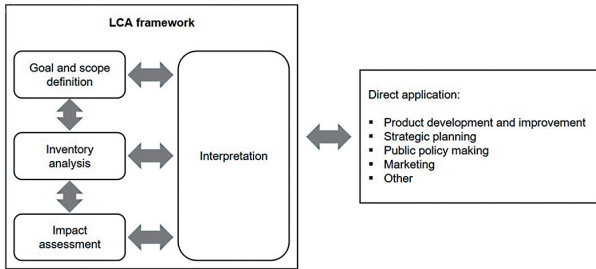 LCA framework
Goal and scope
definition
Inventory
analysis
Impact
assessment
Interpretation
Direct application:
▪ Product development and improvement
▪ Strategic planning
▪ Public policy making
▪ Marketing
▪ Other